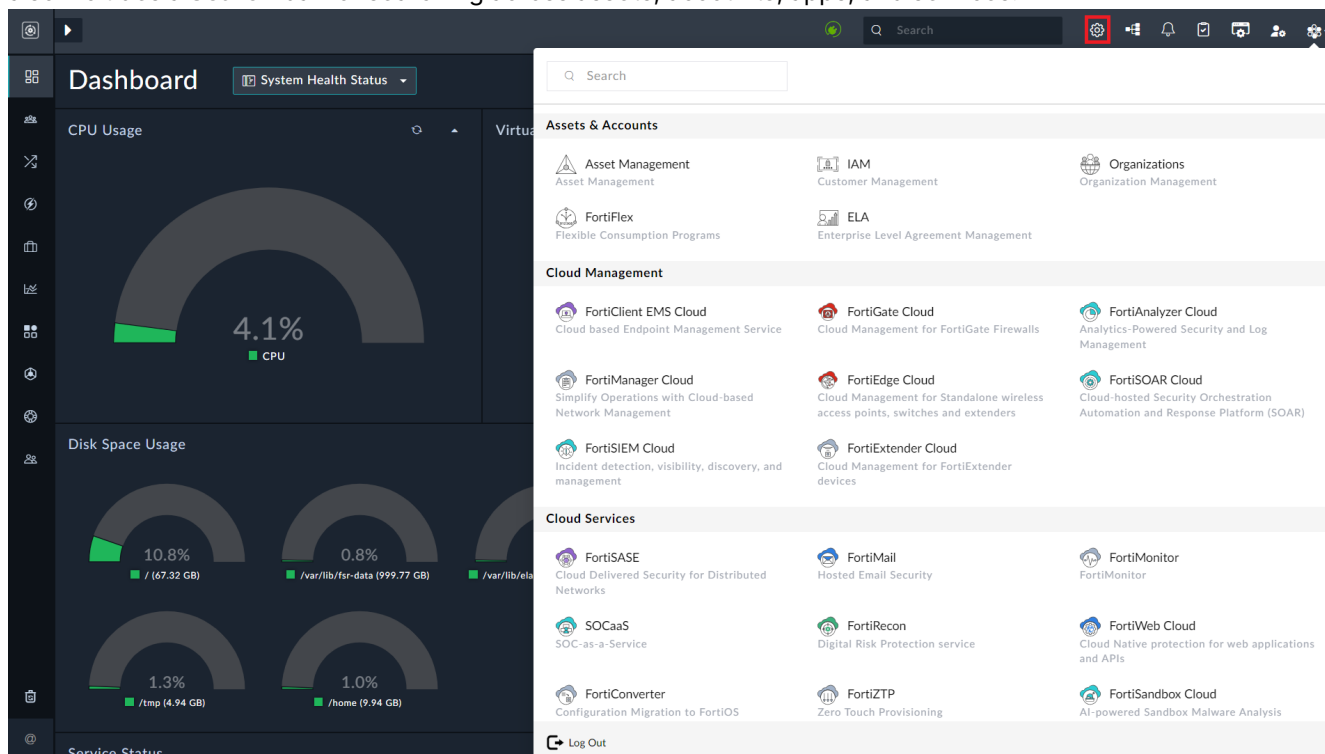 Search
Dashboard
System Health Status
CPU Usage
4.1%
CPU
Disk Space Usage
10.8%
/ (67.32 GB)
0.8%
/var/lib/fsr-data (999.77 GB)
/var/lib/ela
1.3%
/tmp (4.94 GB)
1.0%
/home (9.94 GB)
Service Status
Virtua
Search
Assets & Accounts
Asset Management
Asset Management
IAM
Customer Management
Organizations
Organization Management
FortiFlex
Flexible Consumption Programs
ELA
Enterprise Level Agreement Management
Cloud Management
FortiClient EMS Cloud
Cloud based Endpoint Management Service
FortiGate Cloud
Cloud Management for FortiGate Firewalls
FortiAnalyzer Cloud
Analytics-Powered Security and Log
Management
FortiManager Cloud
Simplify Operations with Cloud-based
Network Management
FortiEdge Cloud
Cloud Management for Standalone wireless
access points, switches and extenders
FortiSOAR Cloud
Cloud-hosted Security Orchestration
Automation and Response Platform (SOAR)
FortiSIEM Cloud
Incident detection, visibility, discovery, and
management
FortiExtender Cloud
Cloud Management for FortiExtender
devices
Cloud Services
FortiSASE
Cloud Delivered Security for Distributed
Networks
FortiMail
Hosted Email Security
FortiMonitor
FortiMonitor
SOCaaS
SOC-as-a-Service
FortiRecon
Digital Risk Protection service
FortiWeb Cloud
Cloud Native protection for web applications
and APIs
FortiConverter
Configuration Migration to FortiOS
FortiZTP
Zero Touch Provisioning
FortiSandbox Cloud
AI-powered Sandbox Malware Analysis
Log Out